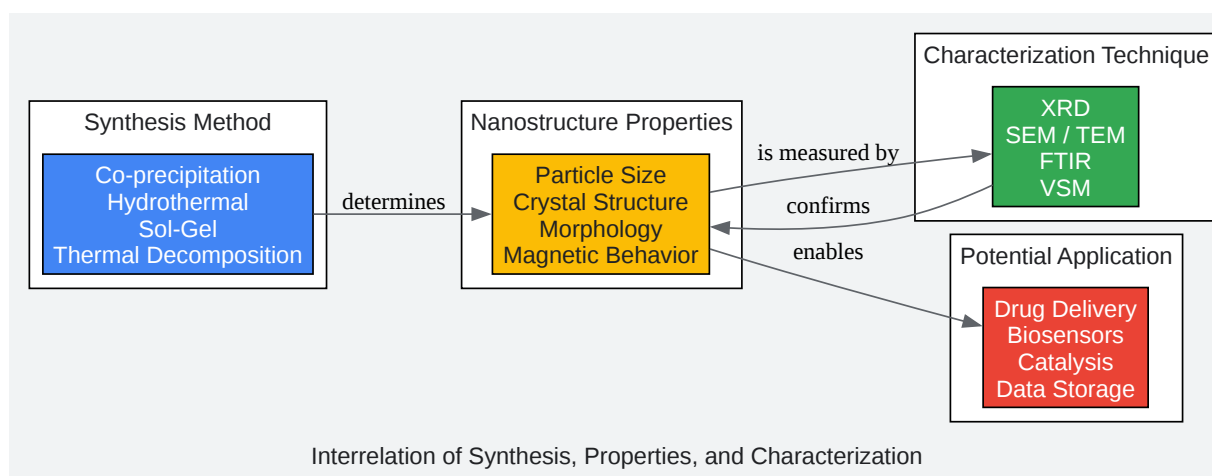 Synthesis Method
Co-precipitation
Hydrothermal
Sol-Gel
Thermal Decomposition
determines
Nanostructure Properties
Particle Size
Crystal Structure
Morphology
Magnetic Behavior
is measured by
confirms
enables
Characterization Technique
XRD
SEM / TEM
FTIR
VSM
Potential Application
Drug Delivery
Biosensors
Catalysis
Data Storage
Interrelation of Synthesis, Properties, and Characterization